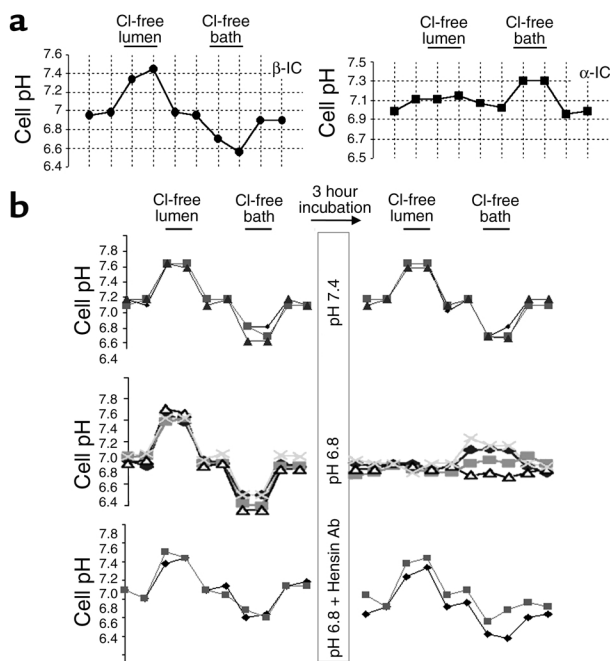 a
Cl-free lumen
Cl-free bath
β-IC
Cell pH
7.6
7.4
7.2
7
6.8
6.6
6.4
Cl-free lumen
Cl-free bath
α-IC
Cell pH
7.5
7.3
7.1
6.9
6.7
6.5
b
Cl-free lumen
Cl-free bath
3 hour incubation
Cl-free lumen
Cl-free bath
Cell pH
7.8
7.6
7.4
7.2
7.0
6.8
6.6
6.4
pH 7.4
Cell pH
7.8
7.6
7.4
7.2
7.0
6.8
6.6
6.4
pH 6.8
Cell pH
7.8
7.6
7.4
7.2
7.0
6.8
6.6
6.4
pH 6.8 + Hensin Ab